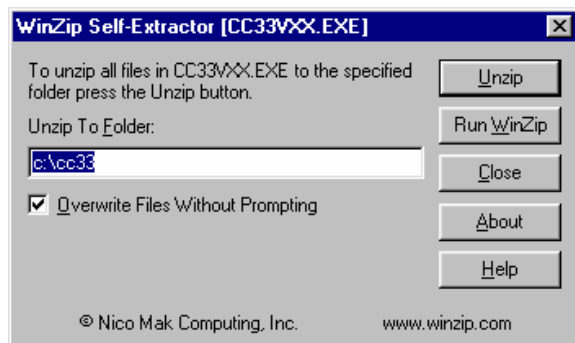 WinZip Self-Extractor [CC33VXX.EXE]
To unzip all files in CC33VXX.EXE to the specified
folder press the Unzip button.
Unzip To Folder:
c:\cc33
Overwrite Files Without Prompting
Unzip
Run WinZip
Close
About
Help
© Nico Mak Computing, Inc. www.winzip.com